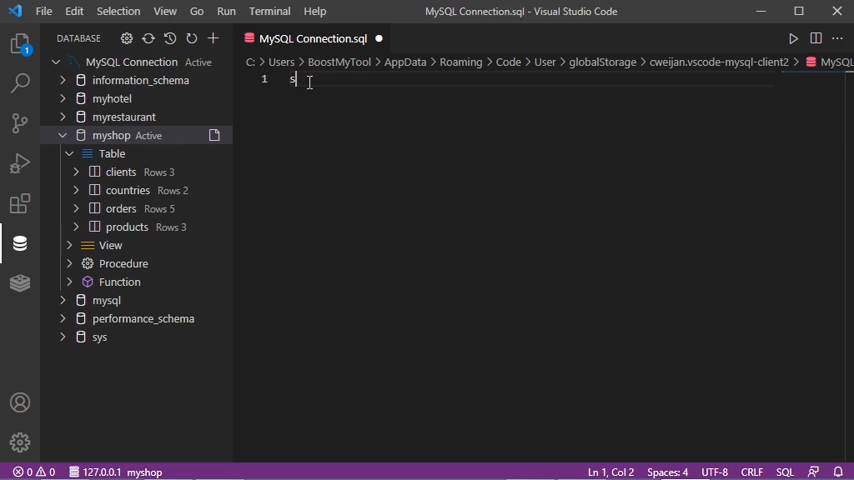 File Edit Selection View Go Run Terminal Help MySQL Connection.sql - Visual Studio Code
DATABASE MySQL Connection.sql
MySQL Connection Active C: > Users > BoostMyTool > AppData > Roaming > Code > User > globalStorage > cweijan.vscode-mysql-client2 > MySQL
1 s
information_schema
myhotel
myrestaurant
myshop Active
Table
clients Rows 3
countries Rows 2
orders Rows 5
products Rows 3
View
Procedure
Function
mysql
performance_schema
sys
1
0 0 127.0.0.1 myshop Ln 1, Col 2 Spaces: 4 UTF-8 CRLF SQL